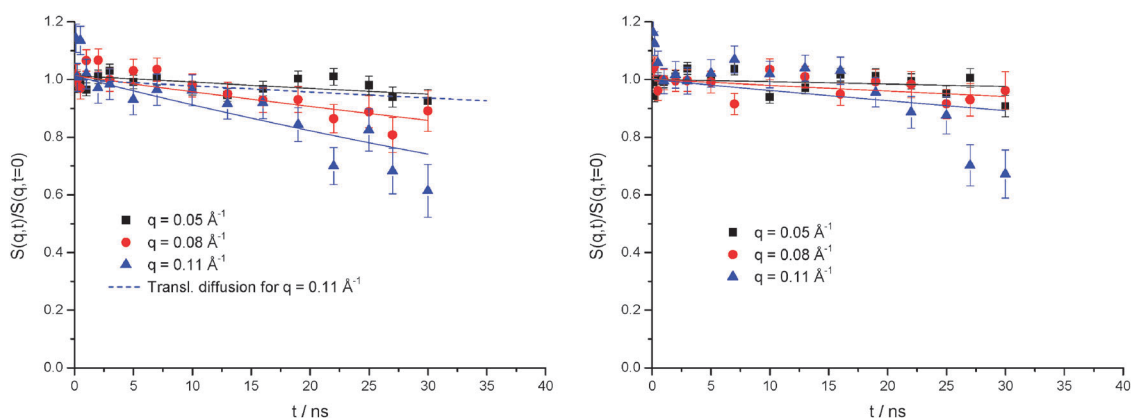 1.2
1.0
0.8
0.6
0.4
0.2
0.0
S(q,t)/S(q,t=0)
q = 0.05 Å⁻¹
q = 0.08 Å⁻¹
q = 0.11 Å⁻¹
Transl. diffusion for q = 0.11 Å⁻¹
0 5 10 15 20 25 30 35 40
t / ns
1.2
1.0
0.8
0.6
0.4
0.2
0.0
S(q,t)/S(q,t=0)
q = 0.05 Å⁻¹
q = 0.08 Å⁻¹
q = 0.11 Å⁻¹
0 5 10 15 20 25 30 35 40
t / ns